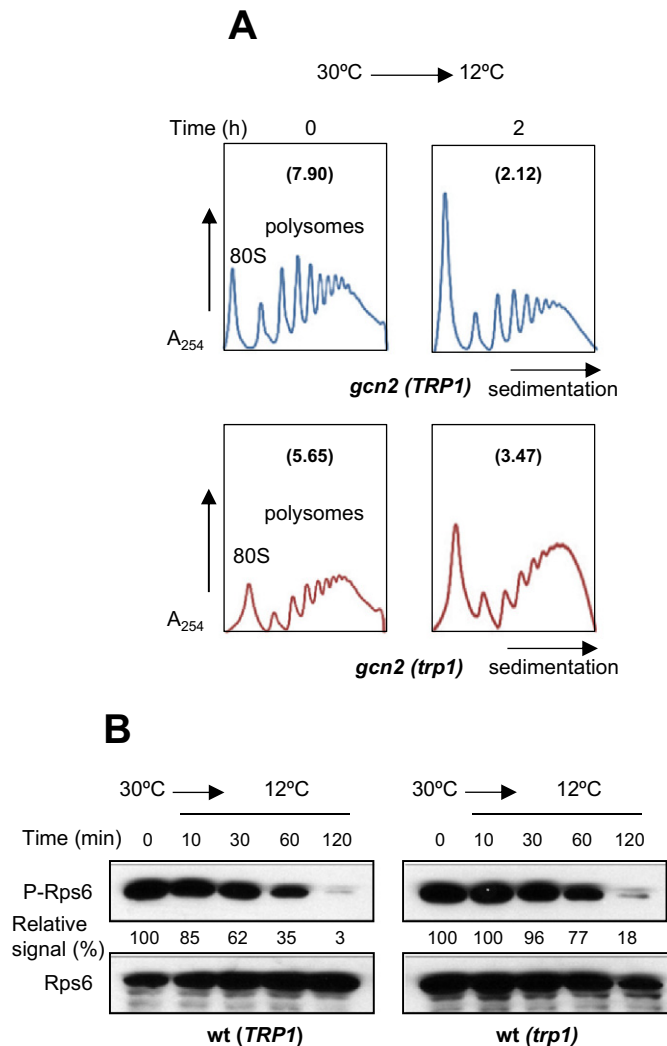 A
30ºC 12ºC
Time (h) 0 2
(7.90) (2.12)
polysomes
80S
A254
gcn2 (TRP1) sedimentation
(5.65) (3.47)
polysomes
80S
A254
gcn2 (trp1) sedimentation
B
30ºC 12ºC 30ºC 12ºC
Time (min) 0 10 30 60 120 0 10 30 60 120
P-Rps6
Relative
signal (%) 100 85 62 35 3 100 100 96 77 18
Rps6
wt (TRP1) wt (trp1)